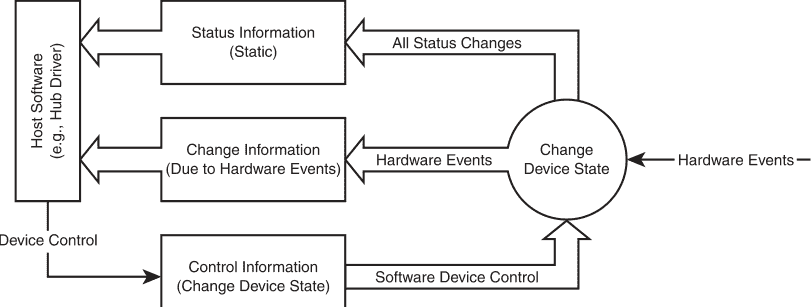 Host Software
(e.g., Hub Driver)
Status Information
(Static)
All Status Changes
Change Information
(Due to Hardware Events)
Hardware Events
Change
Device State
Hardware Events
Device Control
Control Information
(Change Device State)
Software Device Control